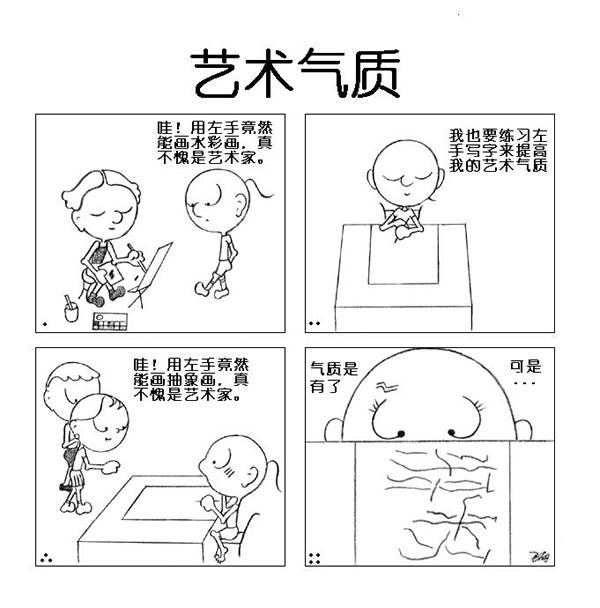 艺术气质
哇！用左手竟然
能画水彩画，真
不愧是艺术家。
我也要练习左
手写字来提高
我的艺术气质
哇！用左手竟然
能画抽象画，真
不愧是艺术家。
气质是
有了
可是
...